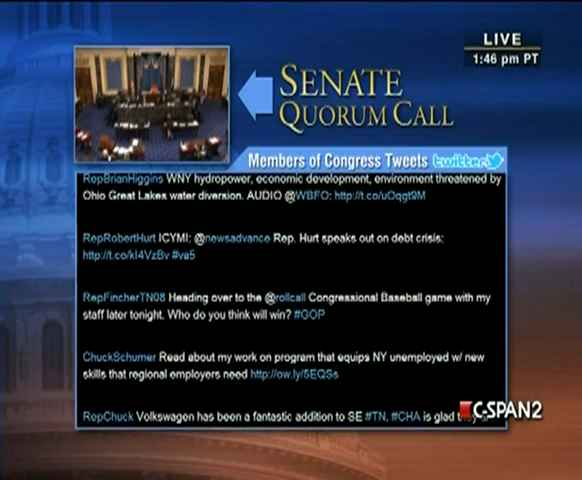 LIVE
1:46 pm PT
SENATE
QUORUM CALL
Members of Congress Tweets twitter
RepBrianHiggins WNY hydropower, economic development, environment threatened by
Ohio Great Lakes water diversion. AUDIO @WBFO: http://t.co/uOqgt9M
RepRobertHurt ICYMI: @newsadvance Rep. Hurt speaks out on debt crisis:
http://t.co/kI4VzBv #va5
RepFincherTN08 Heading over to the @rollcall Congressional Baseball game with my
staff later tonight. Who do you think will win? #GOP
ChuckSchumer Read about my work on program that equips NY unemployed w/ new
skills that regional employers need http://ow.ly/5EQSs
RepChuck Volkswagen has been a fantastic addition to SE #TN. #CHA is glad
C-SPAN2